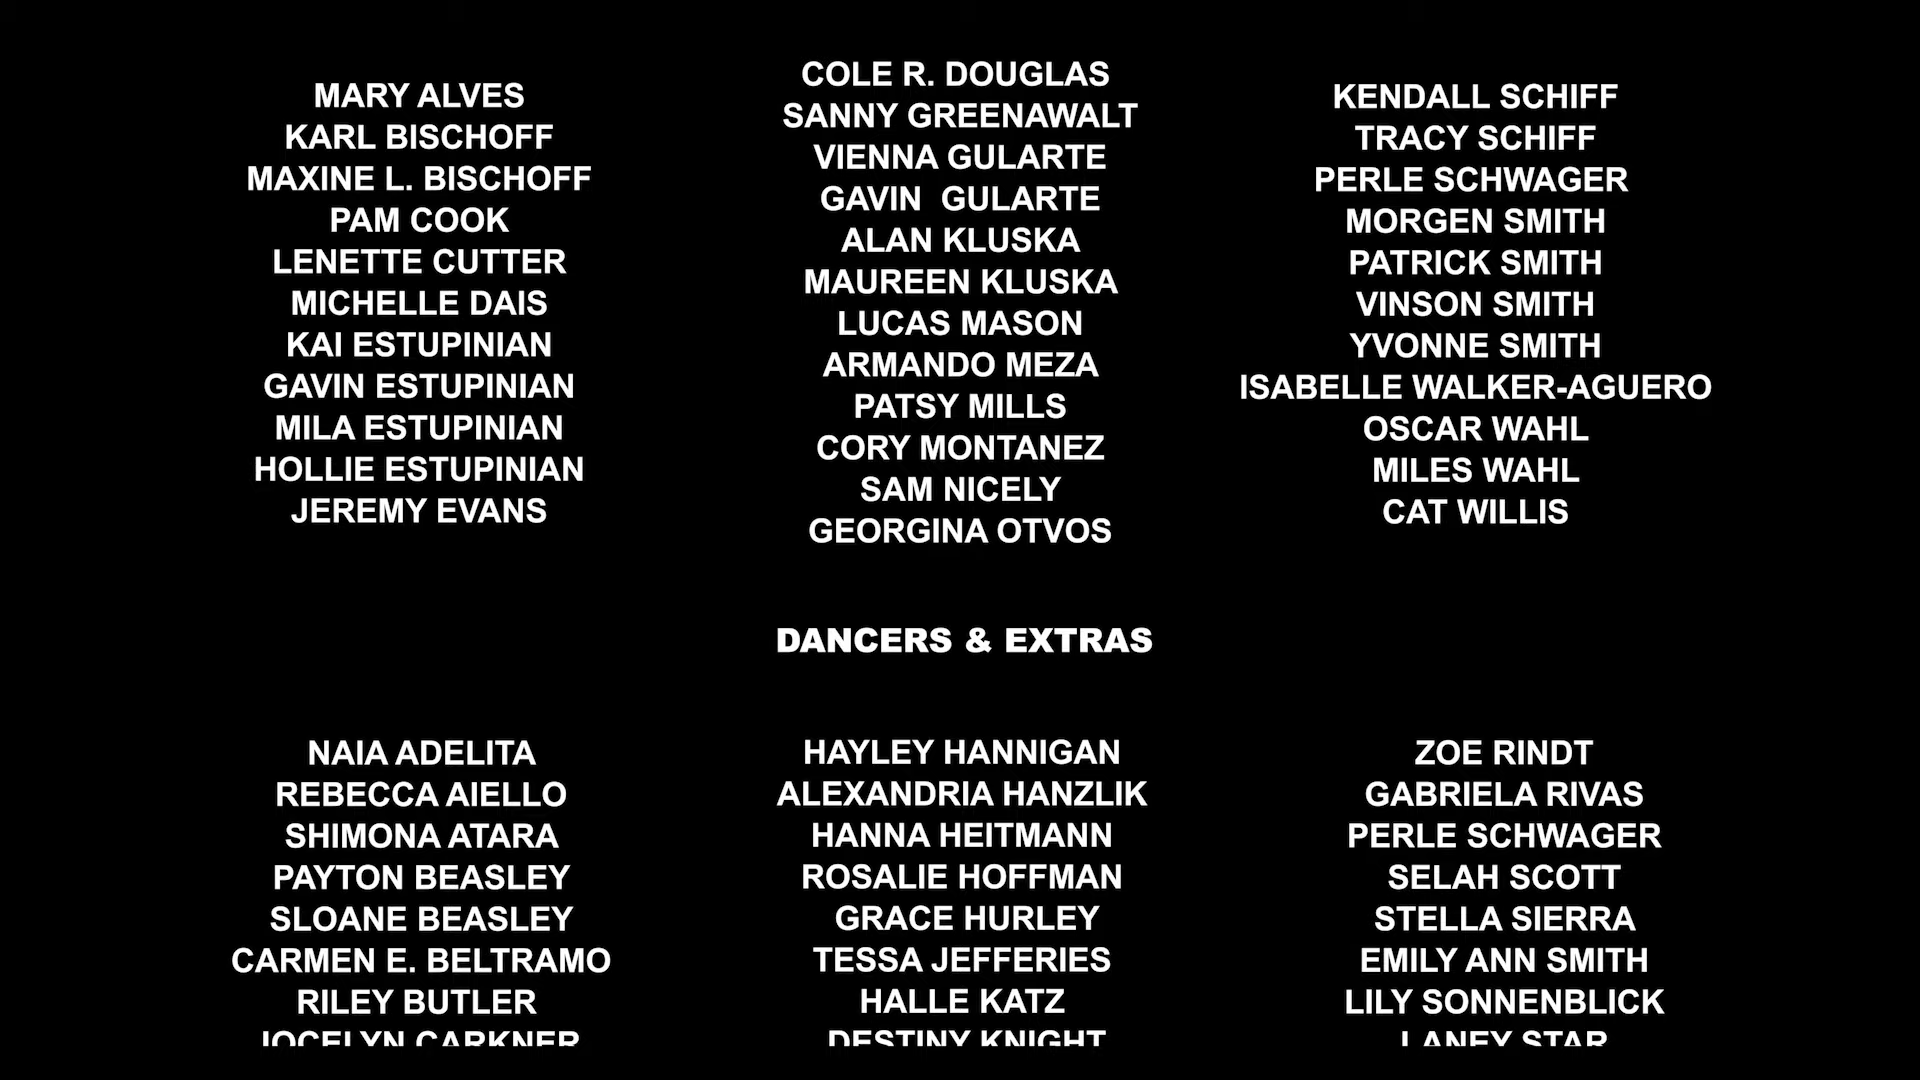 MARY ALVES
KARL BISCHOFF
MAXINE L. BISCHOFF
PAM COOK
LENETTE CUTTER
MICHELLE DAIS
KAI ESTUPINIAN
GAVIN ESTUPINIAN
MILA ESTUPINIAN
HOLLIE ESTUPINIAN
JEREMY EVANS
COLE R. DOUGLAS
SANNY GREENAWALT
VIENNA GULARTE
GAVIN  GULARTE
ALAN KLUSKA
MAUREEN KLUSKA
LUCAS MASON
ARMANDO MEZA
PATSY MILLS
CORY MONTANEZ
SAM NICELY
GEORGINA OTVOS
KENDALL SCHIFF
TRACY SCHIFF
PERLE SCHWAGER
MORGEN SMITH
PATRICK SMITH
VINSON SMITH
YVONNE SMITH
ISABELLE WALKER-AGUERO
OSCAR WAHL
MILES WAHL
CAT WILLIS
DANCERS & EXTRAS
NAIA ADELITA
REBECCA AIELLO
SHIMONA ATARA
PAYTON BEASLEY
SLOANE BEASLEY
CARMEN E. BELTRAMO
RILEY BUTLER
JOCELYN CARKNER
HAYLEY HANNIGAN
ALEXANDRIA HANZLIK
HANNA HEITMANN
ROSALIE HOFFMAN
GRACE HURLEY
TESSA JEFFERIES
HALLE KATZ
DESTINY KNIGHT
ZOE RINDT
GABRIELA RIVAS
PERLE SCHWAGER
SELAH SCOTT
STELLA SIERRA
EMILY ANN SMITH
LILY SONNENBLICK
LANEY STAR